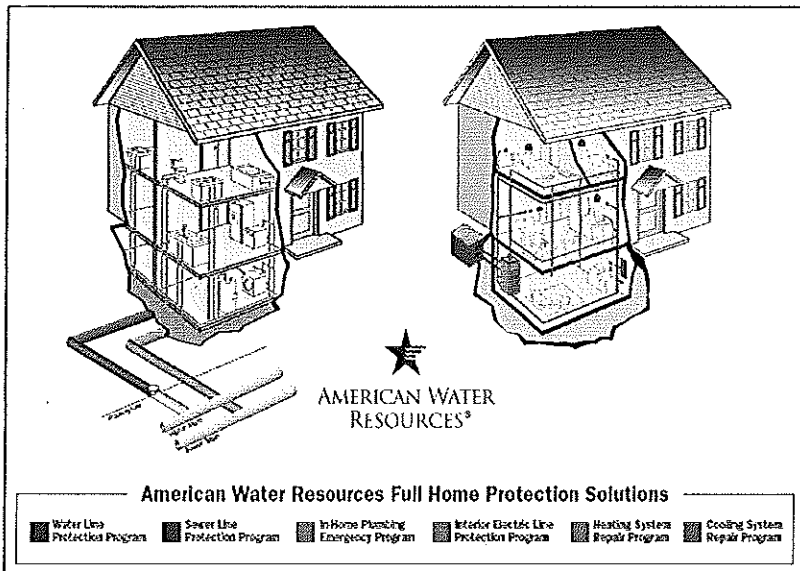 AMERICAN WATER
RESOURCES®
American Water Resources Full Home Protection Solutions
Water Line
Protection Program
Sewer Line
Protection Program
In-Home Plumbing
Emergency Program
Interior Electric Line
Protection Program
Heating System
Repair Program
Cooling System
Repair Program